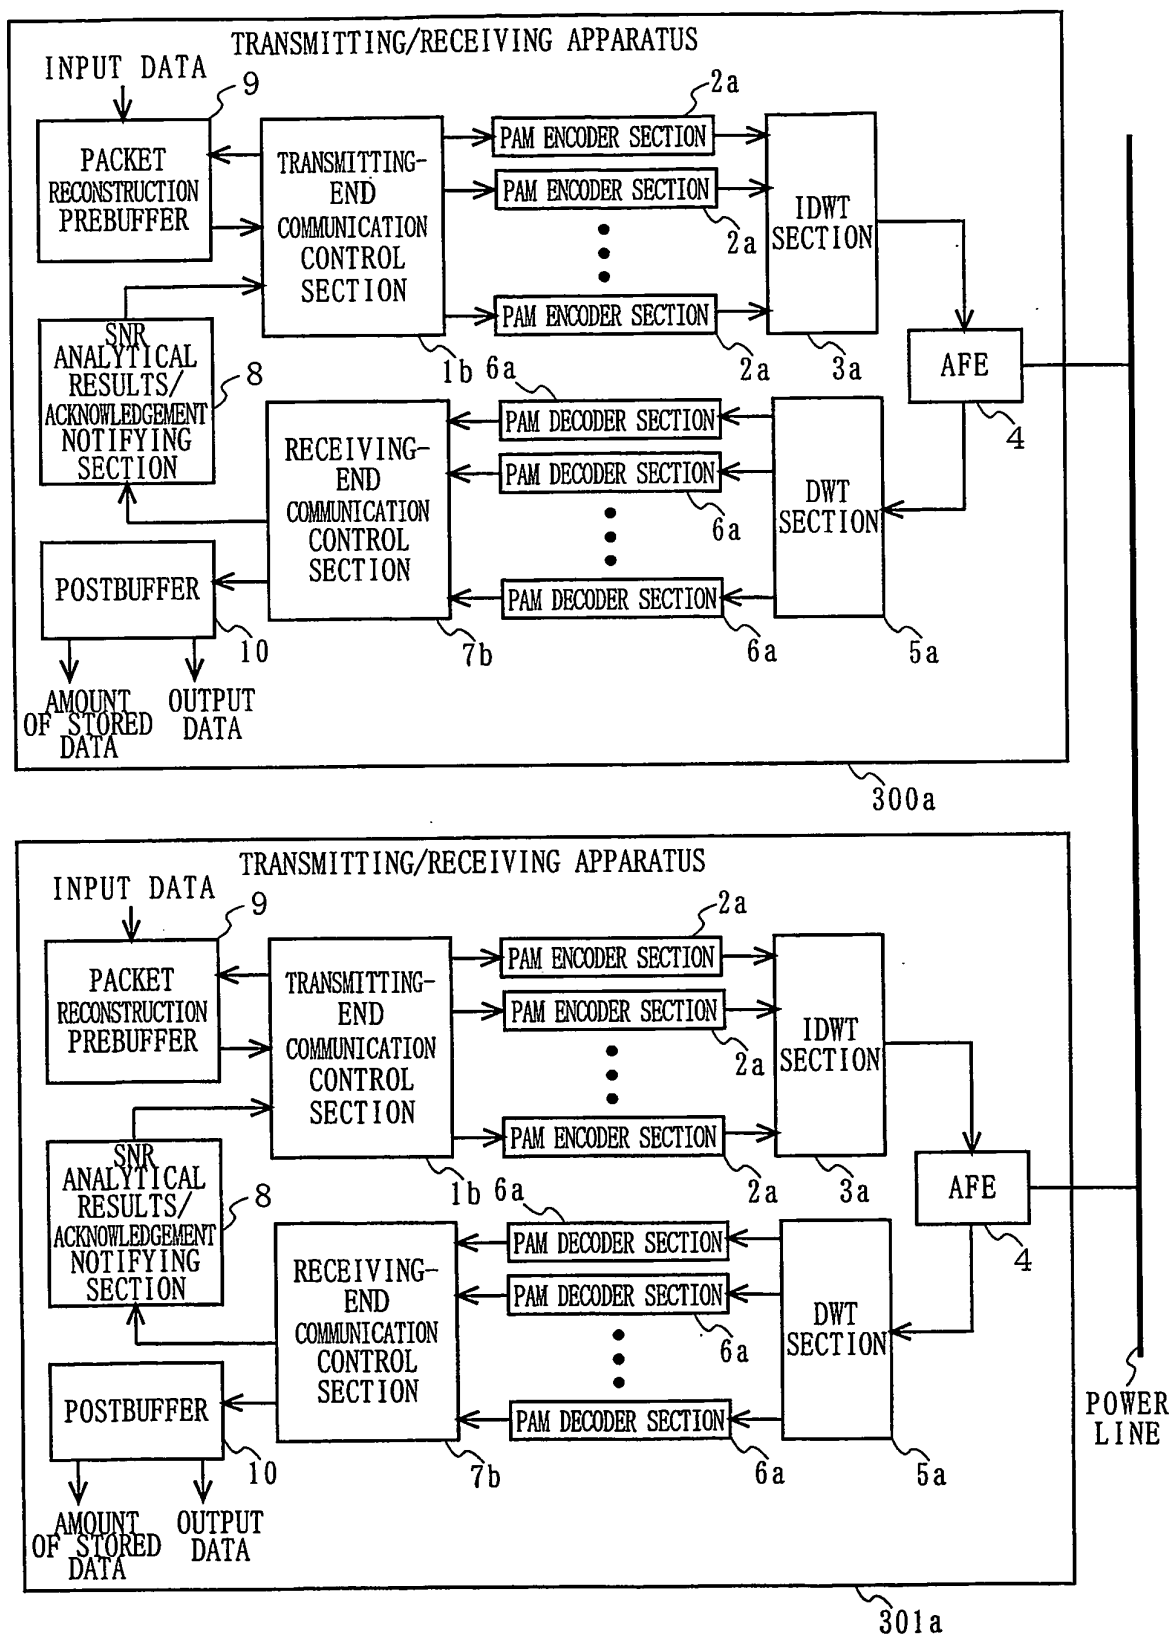 TRANSMITTING/RECEIVING APPARATUS
INPUT DATA
9
2a
PACKET
RECONSTRUCTION
PREBUFFER
TRANSMITTING-
END
COMMUNICATION
CONTROL
SECTION
PAM ENCODER SECTION
PAM ENCODER SECTION
2a
PAM ENCODER SECTION
IDWT
SECTION
SNR
ANALYTICAL
RESULTS/
ACKNOWLEDGEMENT
NOTIFYING
SECTION
8
1b
6a
2a
3a
AFE
4
RECEIVING-
END
COMMUNICATION
CONTROL
SECTION
PAM DECODER SECTION
PAM DECODER SECTION
6a
PAM DECODER SECTION
DWT
SECTION
POSTBUFFER
10
7b
6a
5a
AMOUNT
OF STORED
DATA
OUTPUT
DATA
300a
TRANSMITTING/RECEIVING APPARATUS
INPUT DATA
9
2a
PACKET
RECONSTRUCTION
PREBUFFER
TRANSMITTING-
END
COMMUNICATION
CONTROL
SECTION
PAM ENCODER SECTION
PAM ENCODER SECTION
2a
PAM ENCODER SECTION
IDWT
SECTION
SNR
ANALYTICAL
RESULTS/
ACKNOWLEDGEMENT
NOTIFYING
SECTION
8
1b
6a
2a
3a
AFE
4
RECEIVING-
END
COMMUNICATION
CONTROL
SECTION
PAM DECODER SECTION
PAM DECODER SECTION
6a
PAM DECODER SECTION
DWT
SECTION
POWER
LINE
POSTBUFFER
10
7b
6a
5a
AMOUNT
OF STORED
DATA
OUTPUT
DATA
301a